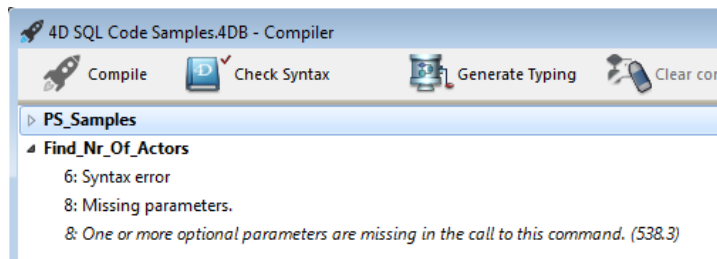 4D SQL Code Samples.4DB - Compiler
Compile Check Syntax Generate Typing Clear
PS_Samples
Find_Nr_Of_Actors
6: Syntax error
8: Missing parameters.
8: One or more optional parameters are missing in the call to this command. (538.3)